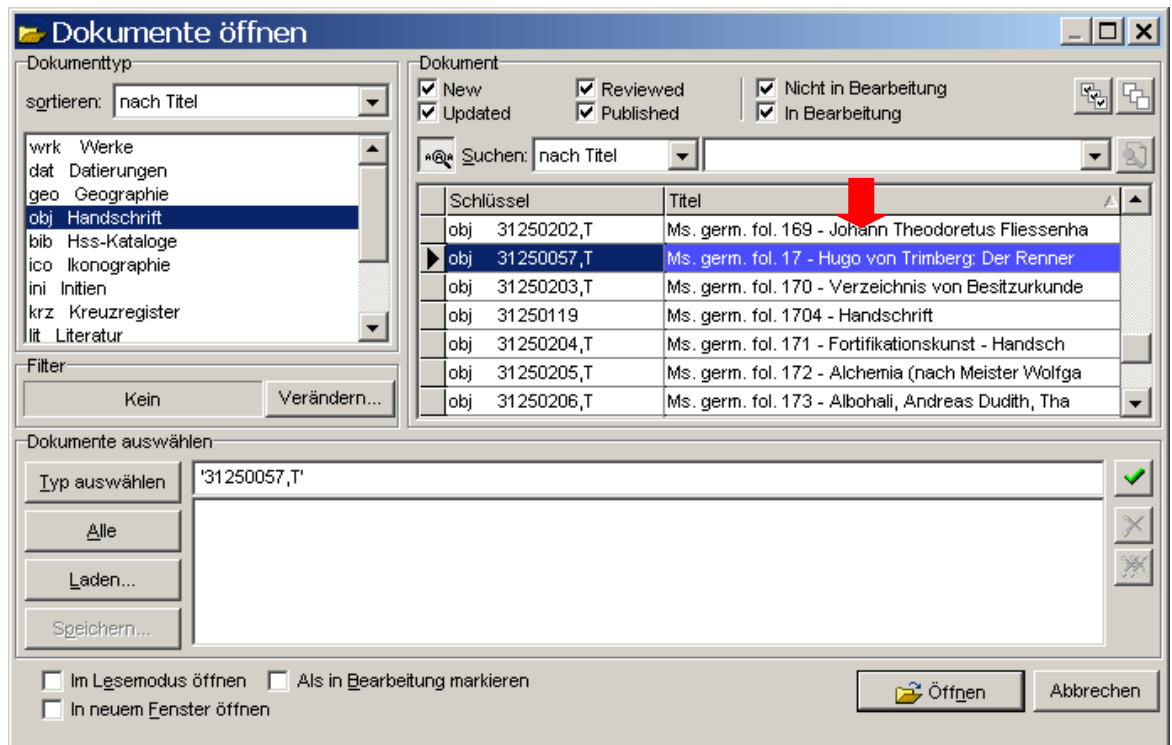 Dokumente öffnen
Dokumenttyp
sortieren: nach Titel
wrk Werke
dat Datierungen
geo Geographie
obj Handschrift
bib Hss-Kataloge
ico Ikonographie
ini Initien
krz Kreuzregister
lit Literatur
Filter
Kein Verändern...
Dokument
New Reviewed Nicht in Bearbeitung
Updated Published In Bearbeitung
«@» Suchen: nach Titel
Schlüssel Titel
obj 31250202,T Ms. germ. fol. 169 - Johann Theodoretus Fliessenha
obj 31250057,T Ms. germ. fol. 17 - Hugo von Trimberg: Der Renner
obj 31250203,T Ms. germ. fol. 170 - Verzeichnis von Besitzurkunde
obj 31250119 Ms. germ. fol. 1704 - Handschrift
obj 31250204,T Ms. germ. fol. 171 - Fortifikationskunst - Handsch
obj 31250205,T Ms. germ. fol. 172 - Alchemia (nach Meister Wolfga
obj 31250206,T Ms. germ. fol. 173 - Albohali, Andreas Dudith, Tha
Dokumente auswählen
Typ auswählen '31250057,T'
Alle
Laden...
Speichern...
Im Lesemodus öffnen Als in Bearbeitung markieren
In neuem Fenster öffnen
Öffnen Abbrechen